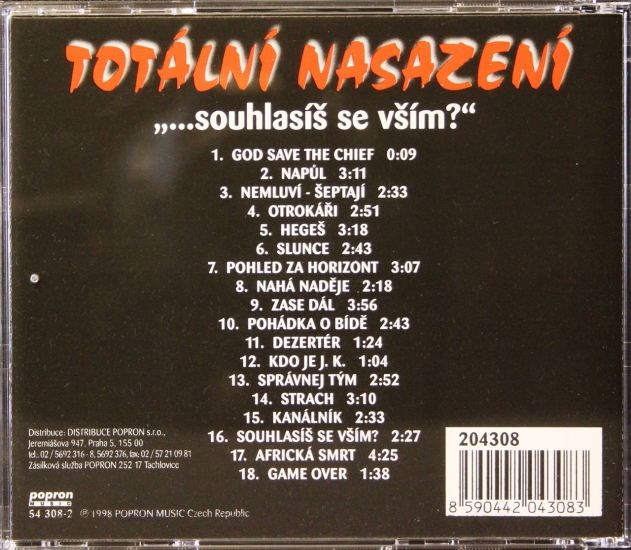 TOTÁLNÍ NASAZENÍ
„...souhlasíš se vším?“
1. GOD SAVE THE CHIEF 0:09
2. NAPŮL 3:11
3. NEMLUVÍ - ŠEPTAJÍ 2:33
4. OTROKÁŘI 2:51
5. HEGEŠ 3:18
6. SLUNCE 2:43
7. POHLED ZA HORIZONT 3:07
8. NAHÁ NADĚJE 2:18
9. ZASE DÁL 3:56
10. POHÁDKA O BÍDĚ 2:43
11. DEZERTÉR 1:24
12. KDO JE J. K. 1:04
13. SPRÁVNEJ TÝM 2:52
14. STRACH 3:10
15. KANÁLNÍK 2:33
16. SOUHLASÍŠ SE VŠÍM? 2:27
17. AFRICKÁ SMRT 4:25
18. GAME OVER 1:38
Distribuce: DISTRIBUCE POPRON s.r.o.,
Jeremiášova 947, Praha 5, 155 00
tel.: 02 / 5692 316 - 8, 5692 376, fax: 02 / 57 21 09 81
Zásilková služba POPRON 252 17 Tachlovice
popron
MUSIC
54 308-2 ℗ 1998 POPRON MUSIC Czech Republic
204308
8 590442 043083